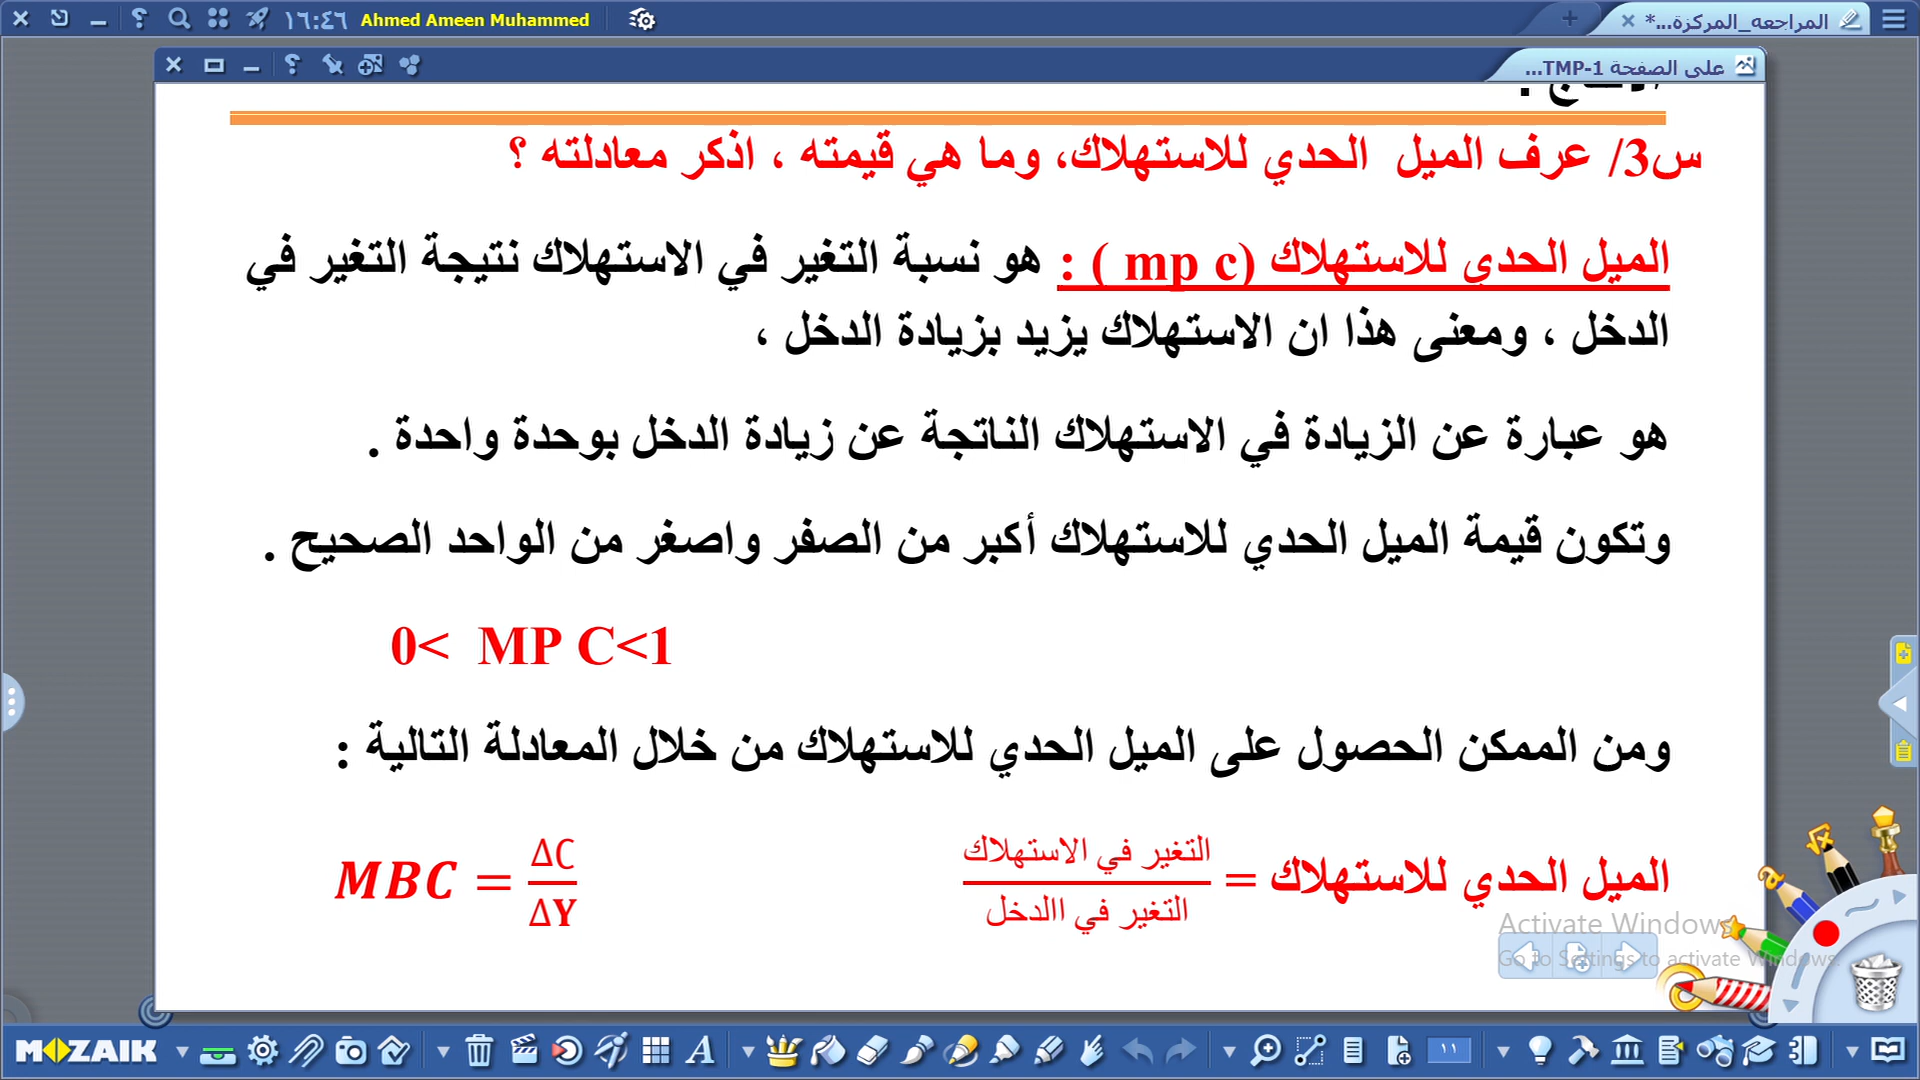 ١٦:٤٦ Ahmed Ameen Muhammed
المراجعه_المركزة...*
على الصفحة TMP-1...
س3/ عرف الميل الحدي للاستهلاك، وما هي قيمته ، اذكر معادلته ؟
الميل الحدي للاستهلاك (mp c ) : هو نسبة التغير في الاستهلاك نتيجة التغير في
الدخل ، ومعنى هذا ان الاستهلاك يزيد بزيادة الدخل ،
هو عبارة عن الزيادة في الاستهلاك الناتجة عن زيادة الدخل بوحدة واحدة .
وتكون قيمة الميل الحدي للاستهلاك أكبر من الصفر واصغر من الواحد الصحيح .
0< MP C<1
ومن الممكن الحصول على الميل الحدي للاستهلاك من خلال المعادلة التالية :
الميل الحدي للاستهلاك = التغير في الاستهلاك / التغير في االدخل
MBC = ΔC / ΔY
Activate Windows
Go to Settings to activate Windows.
MOZAIK
١١